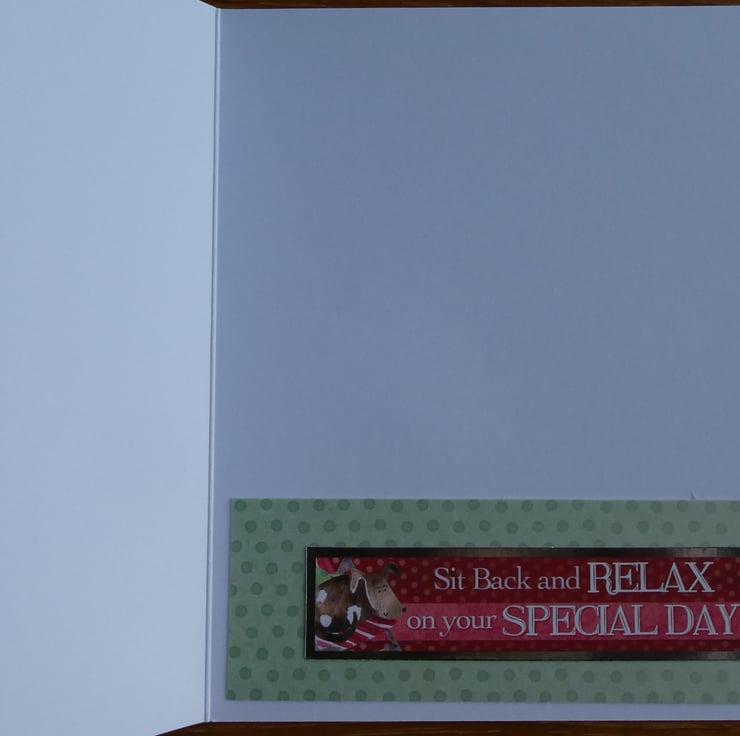 Sit Back and RELAX
on your SPECIAL DAY